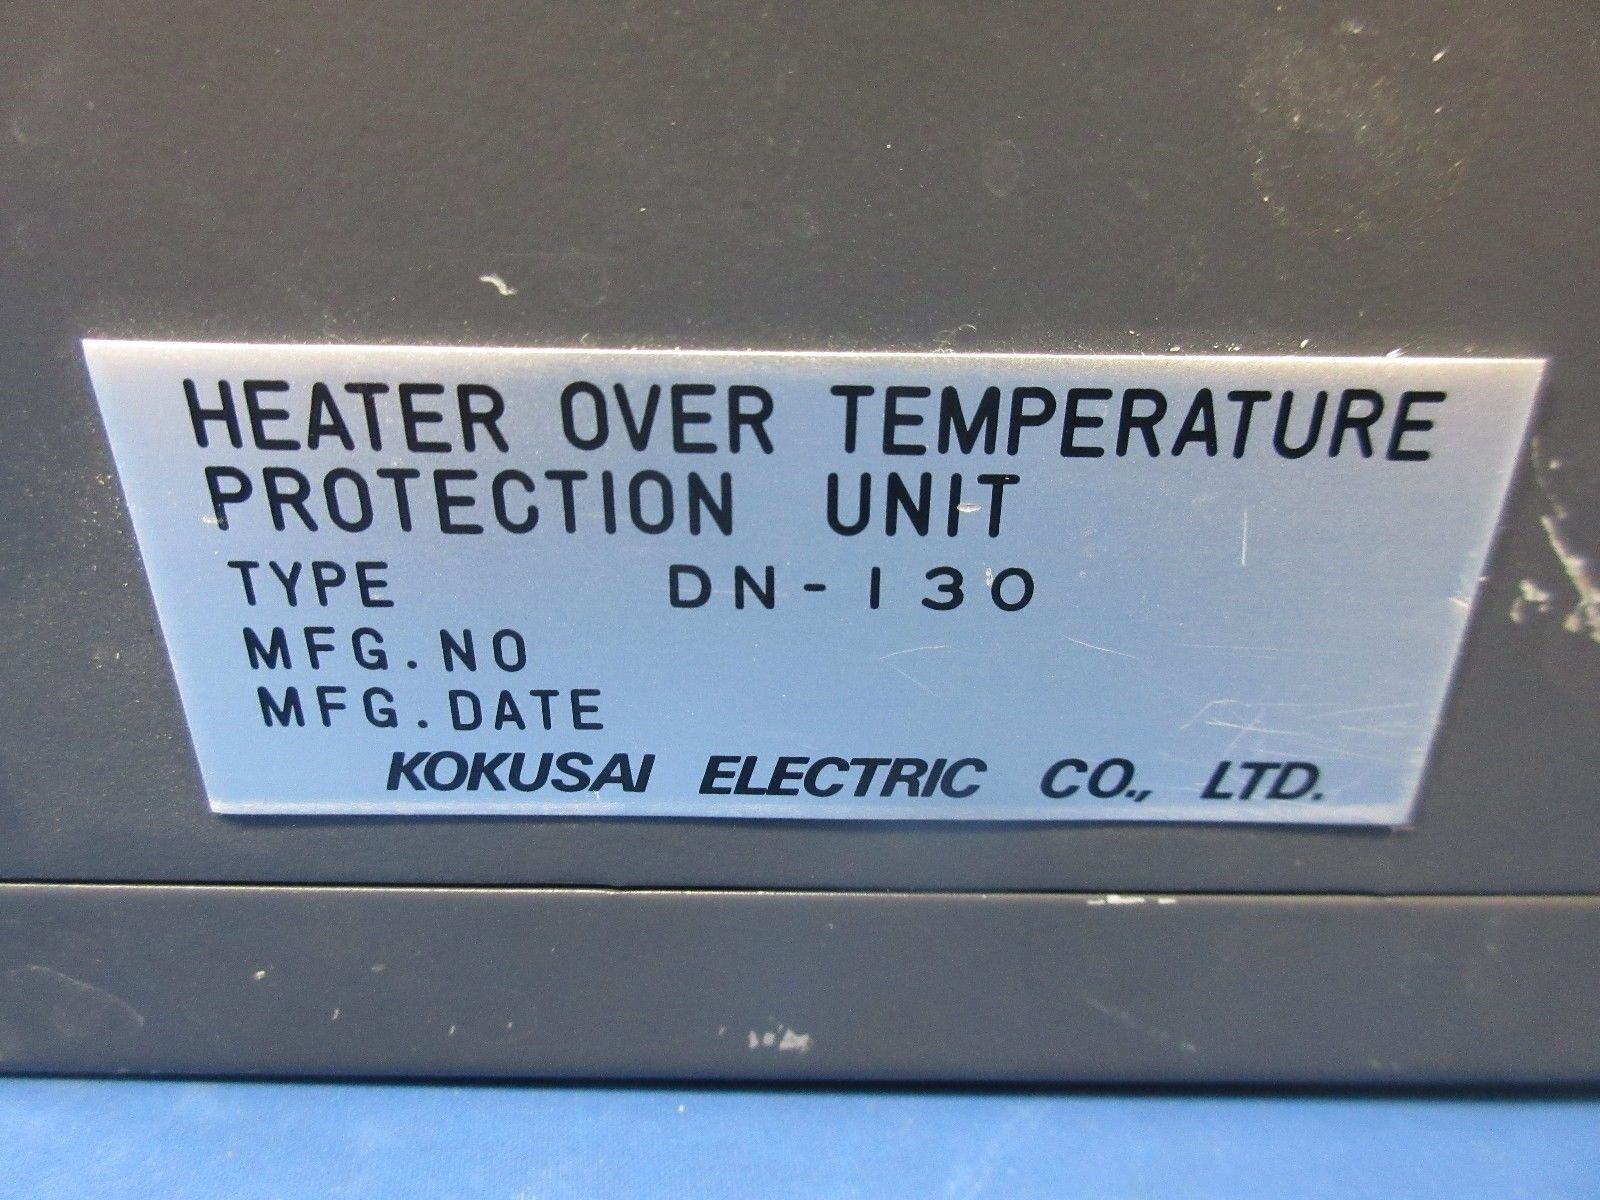 HEATER OVER TEMPERATURE
PROTECTION UNIT
TYPE DN-130
MFG.NO
MFG.DATE
KOKUSAI ELECTRIC CO., LTD.